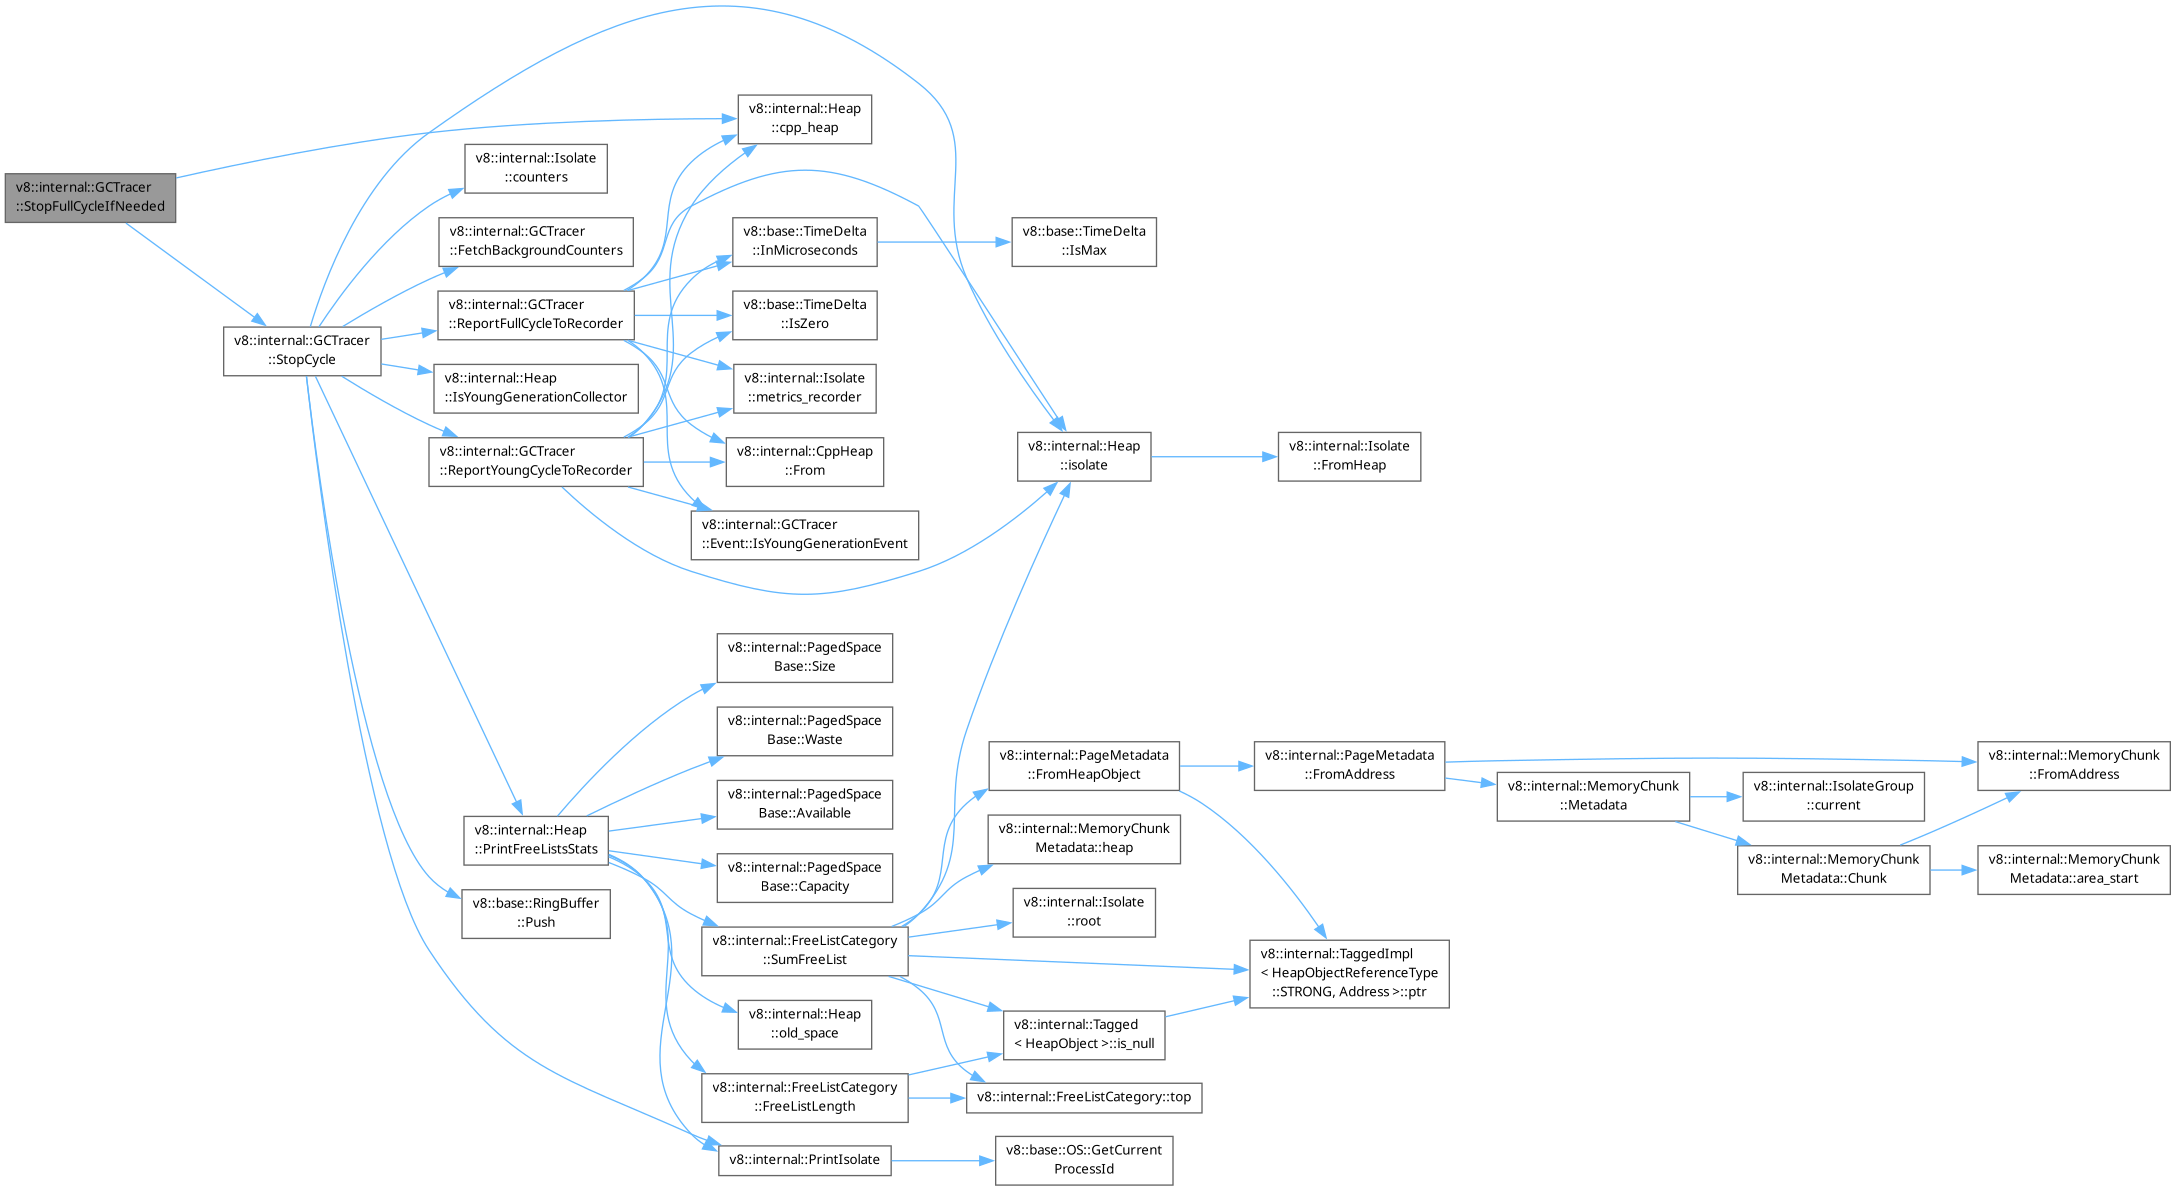 v8::internal::GCTracer
::StopFullCycleIfNeeded
v8::internal::GCTracer
::StopCycle
v8::internal::Isolate
::counters
v8::internal::GCTracer
::FetchBackgroundCounters
v8::internal::GCTracer
::ReportFullCycleToRecorder
v8::internal::Heap
::IsYoungGenerationCollector
v8::internal::GCTracer
::ReportYoungCycleToRecorder
v8::internal::Heap
::PrintFreeListsStats
v8::base::RingBuffer
::Push
v8::internal::Heap
::cpp_heap
v8::base::TimeDelta
::InMicroseconds
v8::base::TimeDelta
::IsZero
v8::internal::Isolate
::metrics_recorder
v8::internal::CppHeap
::From
v8::internal::GCTracer
::Event::IsYoungGenerationEvent
v8::internal::PagedSpace
Base::Size
v8::internal::PagedSpace
Base::Waste
v8::internal::PagedSpace
Base::Available
v8::internal::PagedSpace
Base::Capacity
v8::internal::FreeListCategory
::SumFreeList
v8::internal::Heap
::old_space
v8::internal::FreeListCategory
::FreeListLength
v8::internal::PrintIsolate
v8::base::TimeDelta
::IsMax
v8::internal::Heap
::isolate
v8::internal::PageMetadata
::FromHeapObject
v8::internal::MemoryChunk
Metadata::heap
v8::internal::Isolate
::root
v8::internal::Tagged
< HeapObject >::is_null
v8::internal::FreeListCategory::top
v8::base::OS::GetCurrent
ProcessId
v8::internal::Isolate
::FromHeap
v8::internal::PageMetadata
::FromAddress
v8::internal::TaggedImpl
< HeapObjectReferenceType
::STRONG, Address >::ptr
v8::internal::MemoryChunk
::Metadata
v8::internal::IsolateGroup
::current
v8::internal::MemoryChunk
Metadata::Chunk
v8::internal::MemoryChunk
::FromAddress
v8::internal::MemoryChunk
Metadata::area_start